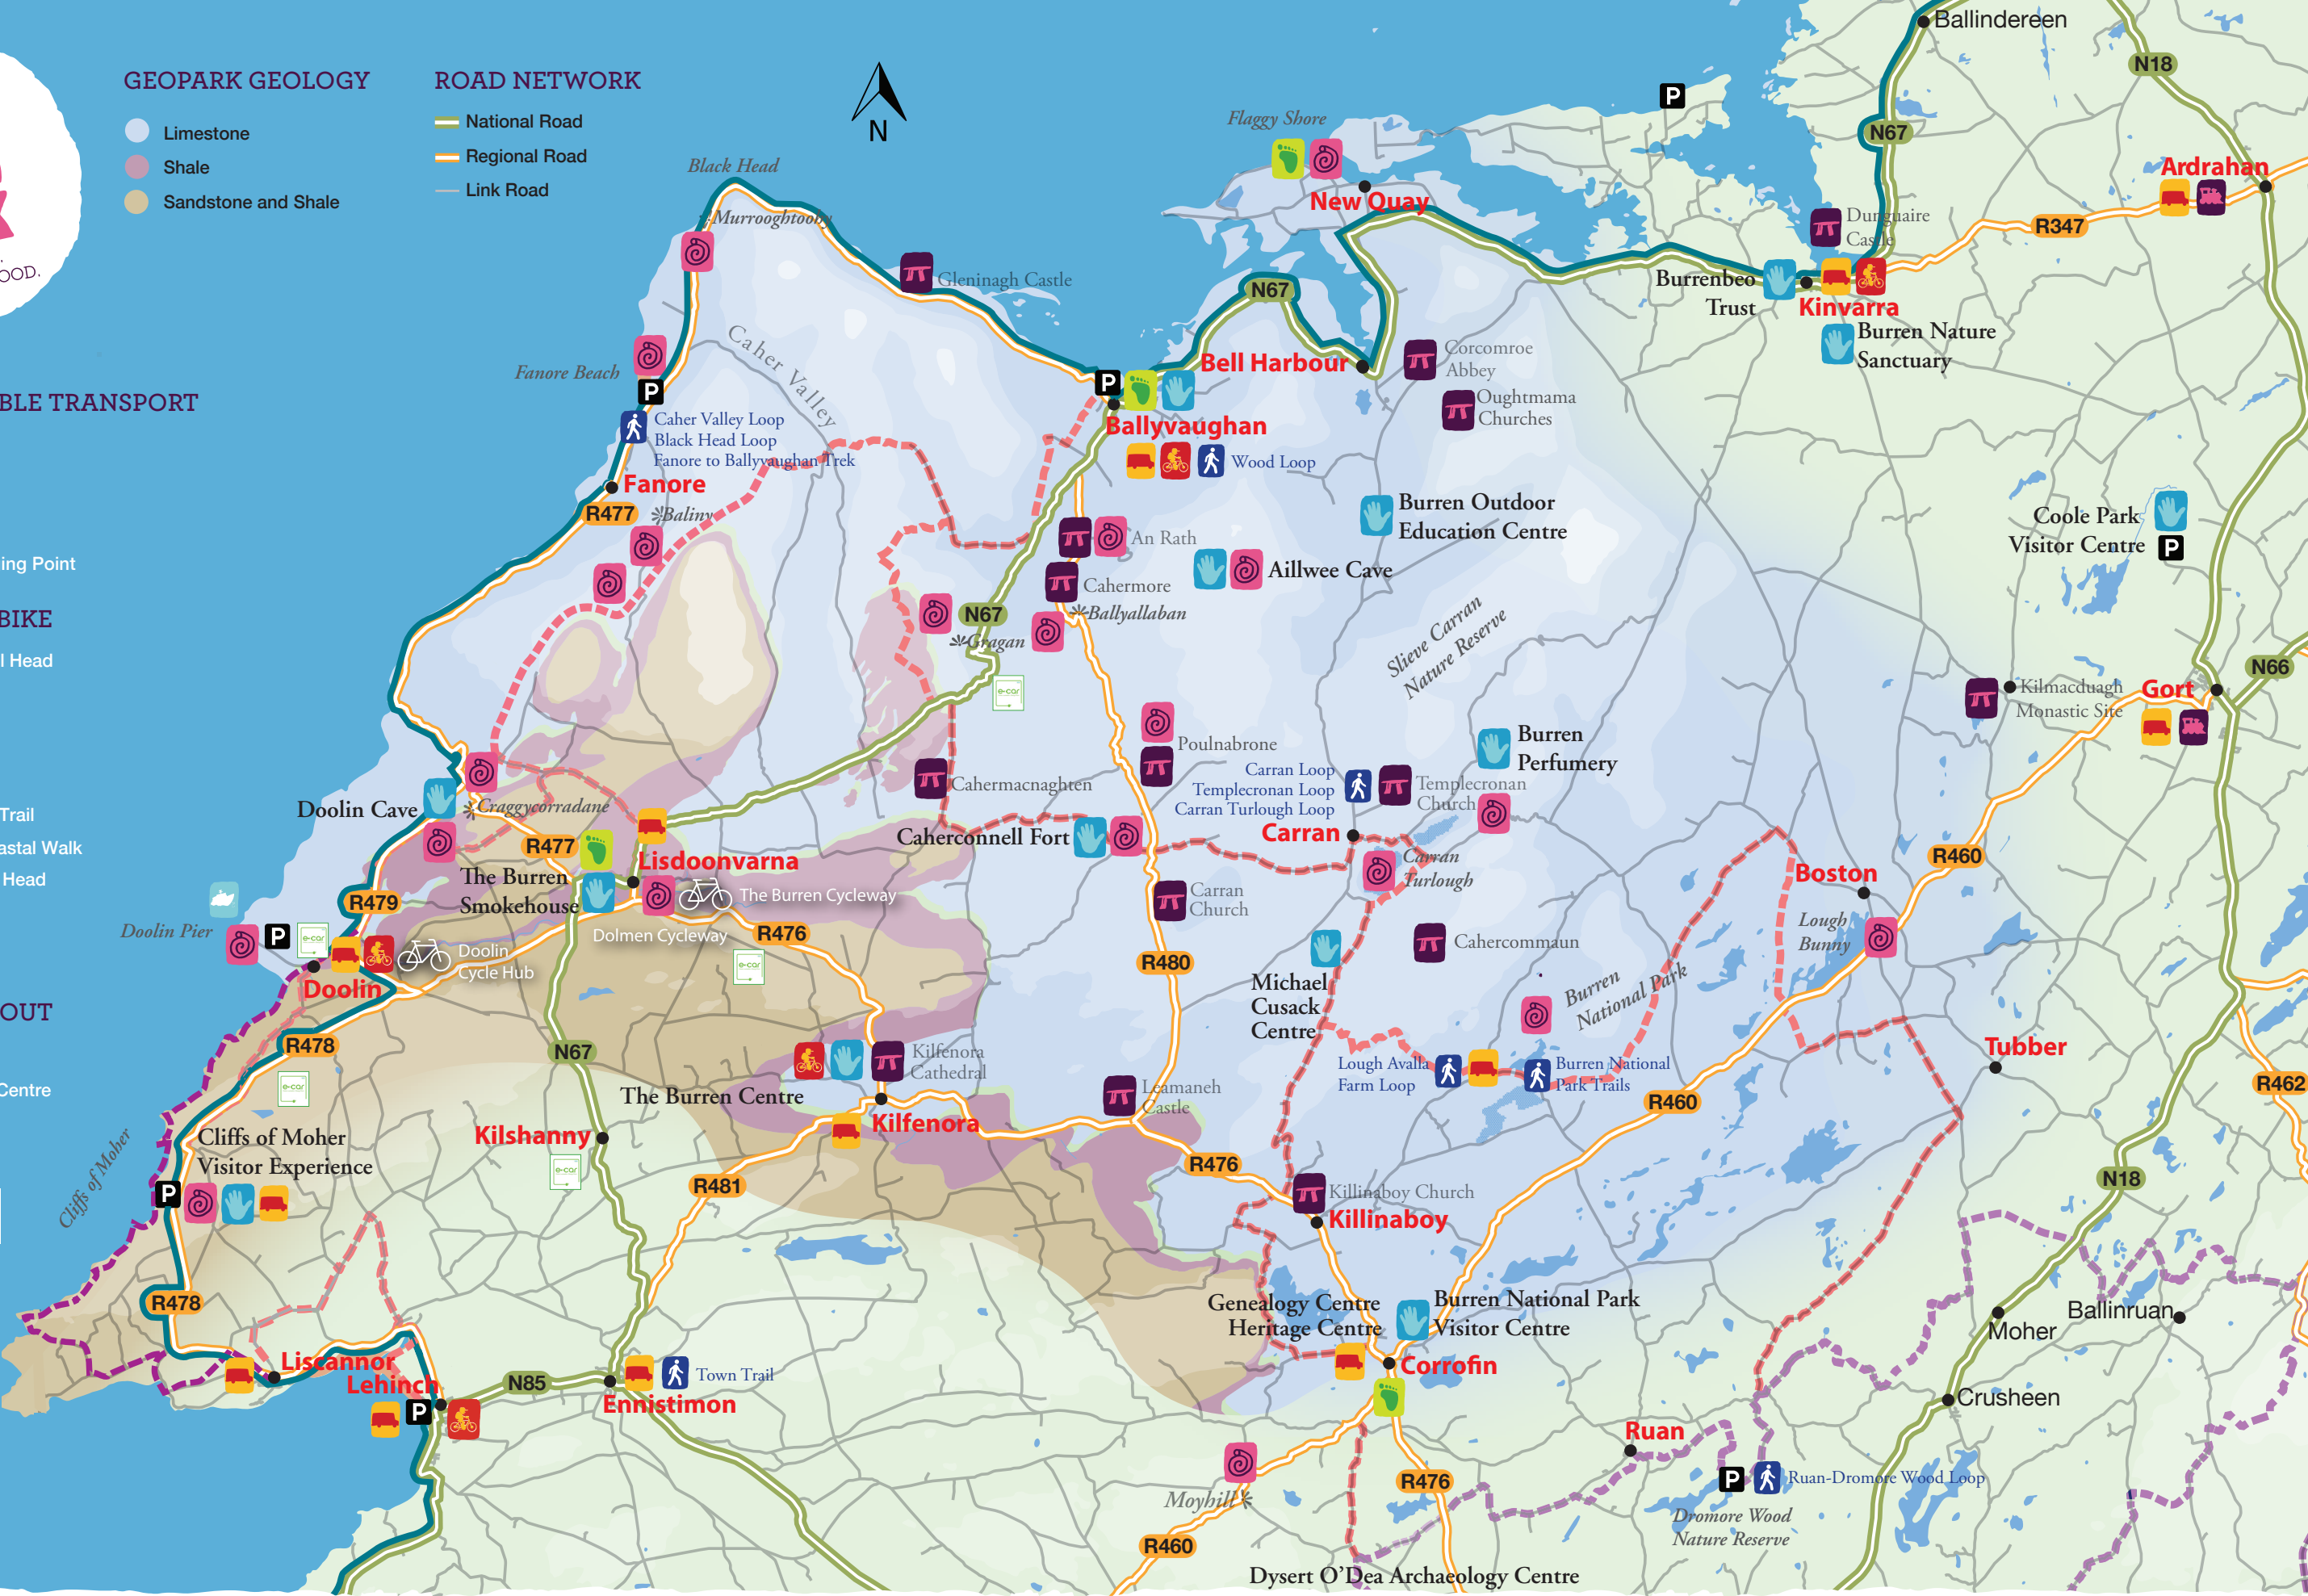 GEOPARK GEOLOGY
Limestone
Shale
Sandstone and Shale
ROAD NETWORK
National Road
Regional Road
Link Road
N
OOD.
BLE TRANSPORT
ing Point
BIKE
l Head
Trail
astal Walk
Head
OUT
Centre
Ballindereen
N18
N67
Ardrahan
R347
Dunguaire
Castle
Burrenbeo
Trust
Kinvarra
Burren Nature
Sanctuary
P
Flaggy Shore
New Quay
Black Head
Murrooghtoohy
Gleninagh Castle
Caher Valley
Fanore Beach
P
Caher Valley Loop
Black Head Loop
Fanore to Ballyvaughan Trek
Fanore
R477
Baliny
N67
Bell Harbour
Corcomroe
Abbey
Oughtmama
Churches
P
Ballyvaughan
Wood Loop
Burren Outdoor
Education Centre
An Rath
Aillwee Cave
Cahermore
Ballyallaban
N67
Gragan
e-car
Slieve Carran
Nature Reserve
Coole Park
Visitor Centre
P
N66
Kilmacduagh
Monastic Site
Gort
Poulnabrone
Cahermacnaghten
Burren
Perfumery
Carran Loop
Templecronan Loop
Carran Turlough Loop
Templecronan
Church
Caherconnell Fort
Carran
Carran
Turlough
Carran
Church
Cahercommaun
R460
Boston
Lough
Bunny
Doolin Cave
Craggycorradane
R477
Lisdoonvarna
The Burren
Smokehouse
The Burren Cycleway
Dolmen Cycleway
R476
e-car
R479
Doolin Pier
P
e-car
Doolin
Cycle Hub
Doolin
R478
e-car
R480
Michael
Cusack
Centre
Burren
National Park
Lough Avalla
Farm Loop
Burren National
Park Trails
R460
Tubber
R462
N67
Kilfenora
Cathedral
The Burren Centre
Kilfenora
Leamaneh
Castle
Kilshanny
e-car
R481
R476
Killinaboy Church
Killinaboy
N18
Cliffs of Moher
Cliffs of Moher
Visitor Experience
P
R478
Liscannor
Lehinch
P
N85
Ennistimon
Town Trail
Genealogy Centre
Heritage Centre
Burren National Park
Visitor Centre
Corrofin
Moher
Ballinruan
Crusheen
Ruan
P
Ruan-Dromore Wood Loop
Dromore Wood
Nature Reserve
Moyhill
R476
R460
Dysert O'Dea Archaeology Centre